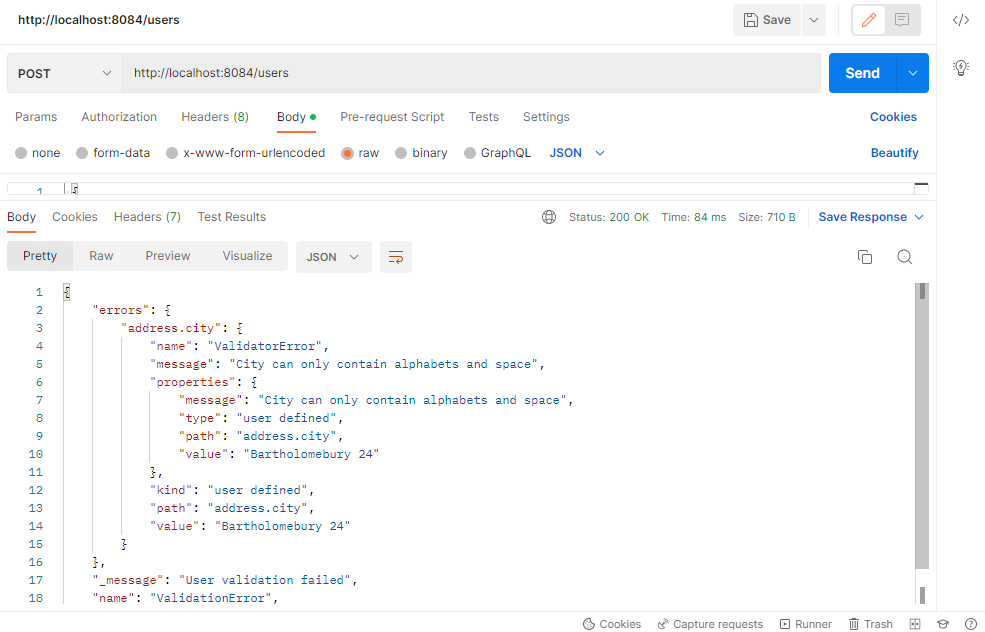 http://localhost:8084/users
Save
POST
http://localhost:8084/users
Send
Params Authorization Headers (8) Body Pre-request Script Tests Settings Cookies
none form-data x-www-form-urlencoded raw binary GraphQL JSON Beautify
1 {
Body Cookies Headers (7) Test Results Status: 200 OK Time: 84 ms Size: 710 B Save Response
Pretty Raw Preview Visualize JSON
1 {
2 "errors": {
3 "address.city": {
4 "name": "ValidatorError",
5 "message": "City can only contain alphabets and space",
6 "properties": {
7 "message": "City can only contain alphabets and space",
8 "type": "user defined",
9 "path": "address.city",
10 "value": "Bartholomebury 24"
11 },
12 "kind": "user defined",
13 "path": "address.city",
14 "value": "Bartholomebury 24"
15 }
16 },
17 "_message": "User validation failed",
18 "name": "ValidationError",
Cookies Capture requests Runner Trash